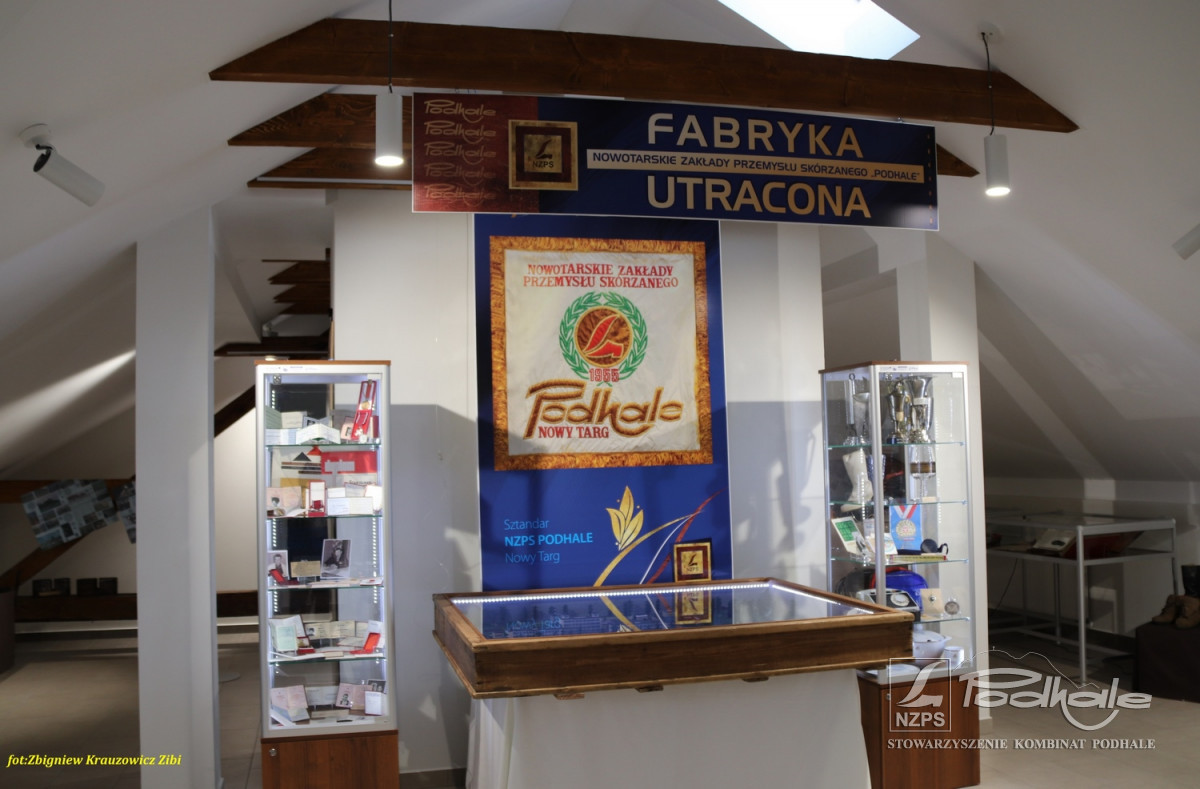 Podhale
Podhale
Podhale
Podhale
Podhale
NZPS
FABRYKA
NOWOTARSKIE ZAKŁADY PRZEMYSŁU SKÓRZANEGO „PODHALE”
UTRACONA
NOWOTARSKIE ZAKŁADY
PRZEMYSŁU SKÓRZANEGO
1955
Podhale
NOWY TARG
Sztandar
NZPS PODHALE
Nowy Targ
NZPS
NZPS
Podhale
STOWARZYSZENIE KOMBINAT PODHALE
fot:Zbigniew Krauzowicz Zibi